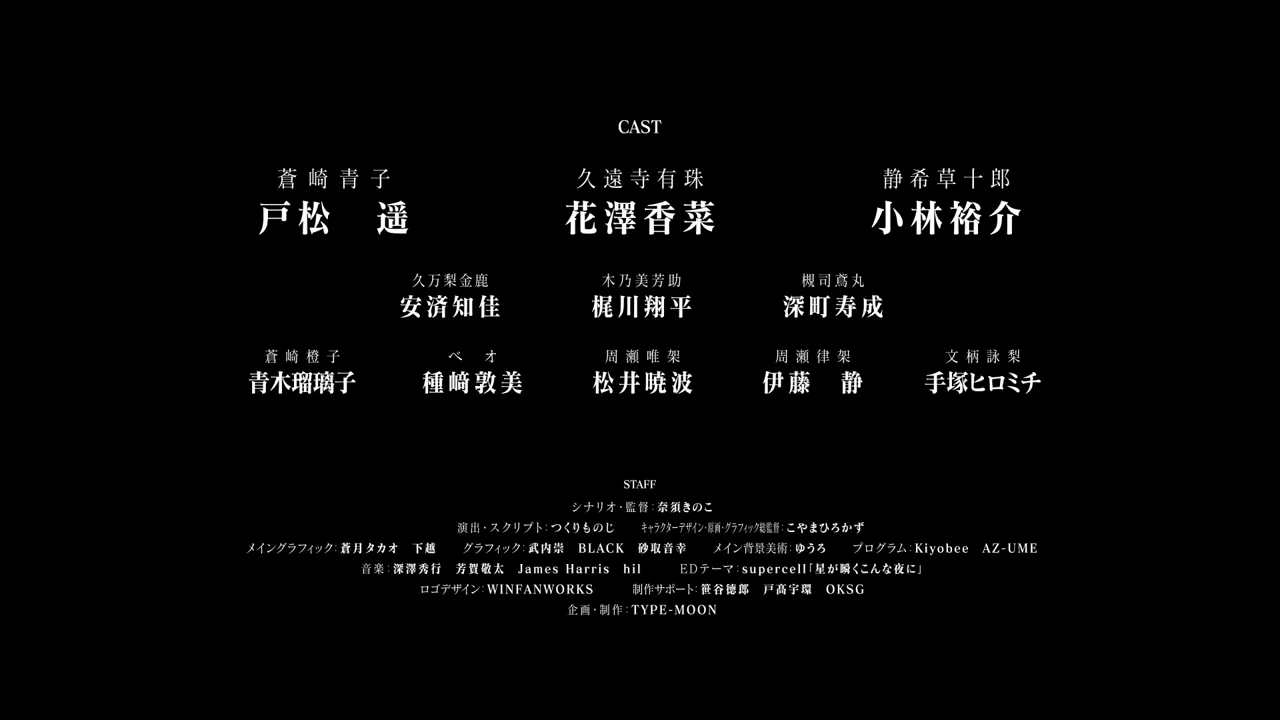 CAST
蒼崎青子 久遠寺有珠 静希草十郎
戸松 遥 花澤香菜 小林裕介
久万梨金鹿 木乃美芳助 槻司鳶丸
安済知佳 梶川翔平 深町寿成
蒼崎橙子 ベオ 周瀬唯架 周瀬律架 文柄詠梨
青木瑠璃子 種﨑敦美 松井暁波 伊藤 静 手塚ヒロミチ
STAFF
シナリオ・監督：奈須きのこ
演出・スクリプト：つくりものじ キャラクターデザイン・原画・グラフィック総監督：こやまひろかず
メイングラフィック：蒼月タカオ 下越 グラフィック：武内崇 BLACK 砂取音幸 メイン背景美術：ゆうろ プログラム：Kiyobee AZ-UME
音楽：深澤秀行 芳賀敬太 James Harris hil EDテーマ：supercell「星が瞬くこんな夜に」
ロゴデザイン：WINFANWORKS 制作サポート：笹谷徳郎 戸髙宇環 OKSG
企画・制作：TYPE-MOON